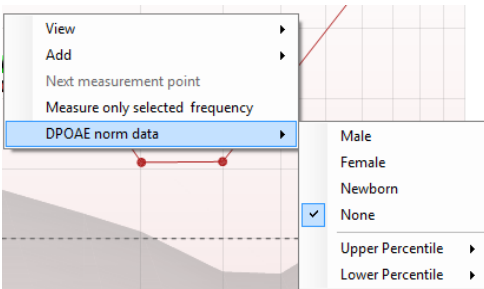 View
Add
Next measurement point
Measure only selected frequency
DPOAE norm data
Male
Female
Newborn
None
Upper Percentile
Lower Percentile